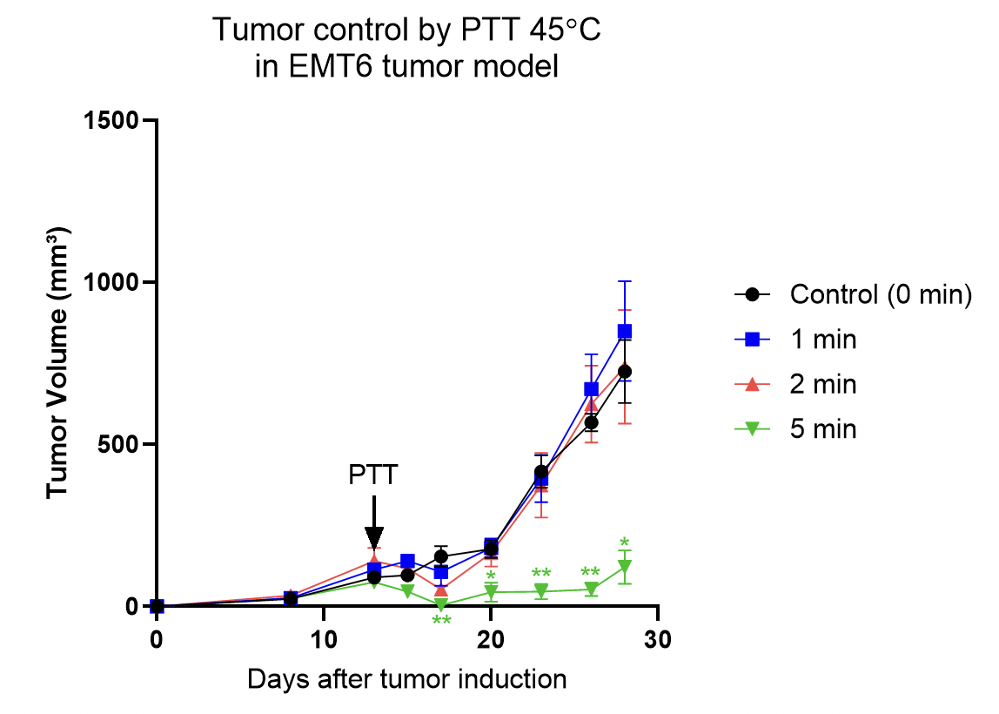 Tumor control by PTT 45°C
in EMT6 tumor model
Tumor Volume (mm³)
1500
1000
500
0
PTT
*
**
**
*
**
0
10
20
30
Days after tumor induction
Control (0 min)
1 min
2 min
5 min